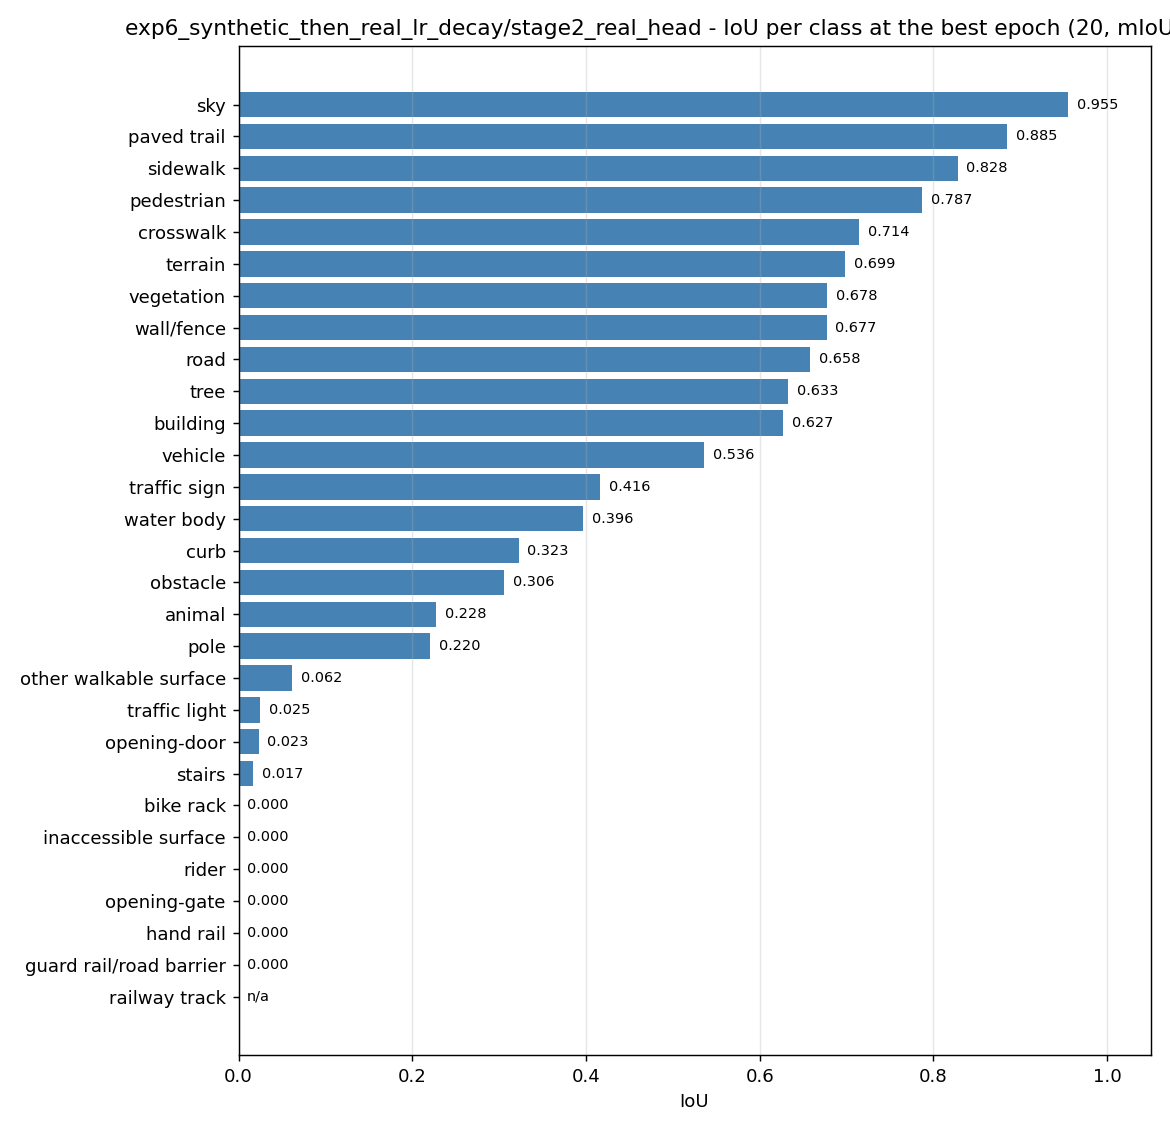 exp6_synthetic_then_real_lr_decay/stage2_real_head - IoU per class at the best epoch (20, mIoU
sky 0.955
paved trail 0.885
sidewalk 0.828
pedestrian 0.787
crosswalk 0.714
terrain 0.699
vegetation 0.678
wall/fence 0.677
road 0.658
tree 0.633
building 0.627
vehicle 0.536
traffic sign 0.416
water body 0.396
curb 0.323
obstacle 0.306
animal 0.228
pole 0.220
other walkable surface 0.062
traffic light 0.025
opening-door 0.023
stairs 0.017
bike rack 0.000
inaccessible surface 0.000
rider 0.000
opening-gate 0.000
hand rail 0.000
guard rail/road barrier 0.000
railway track n/a
0.0 0.2 0.4 0.6 0.8 1.0
IoU